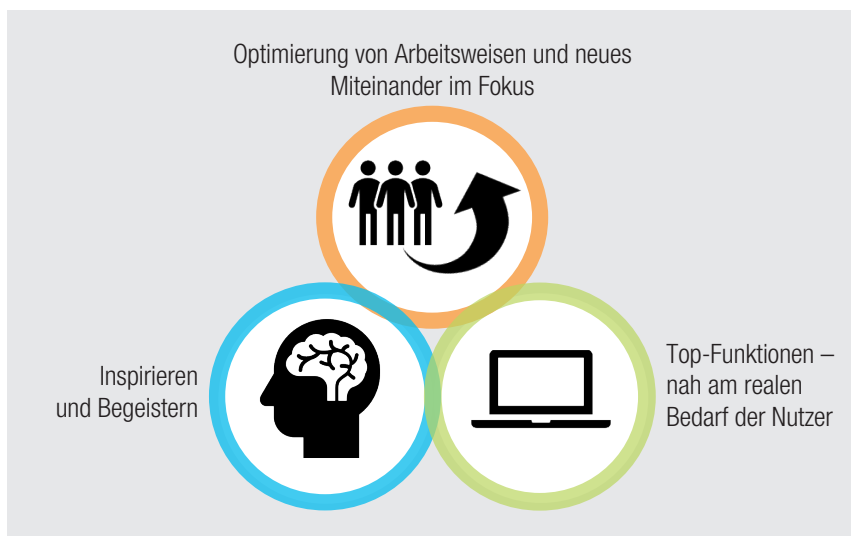 Optimierung von Arbeitsweisen und neues
Miteinander im Fokus
Inspirieren
und Begeistern
Top-Funktionen –
nah am realen
Bedarf der Nutzer